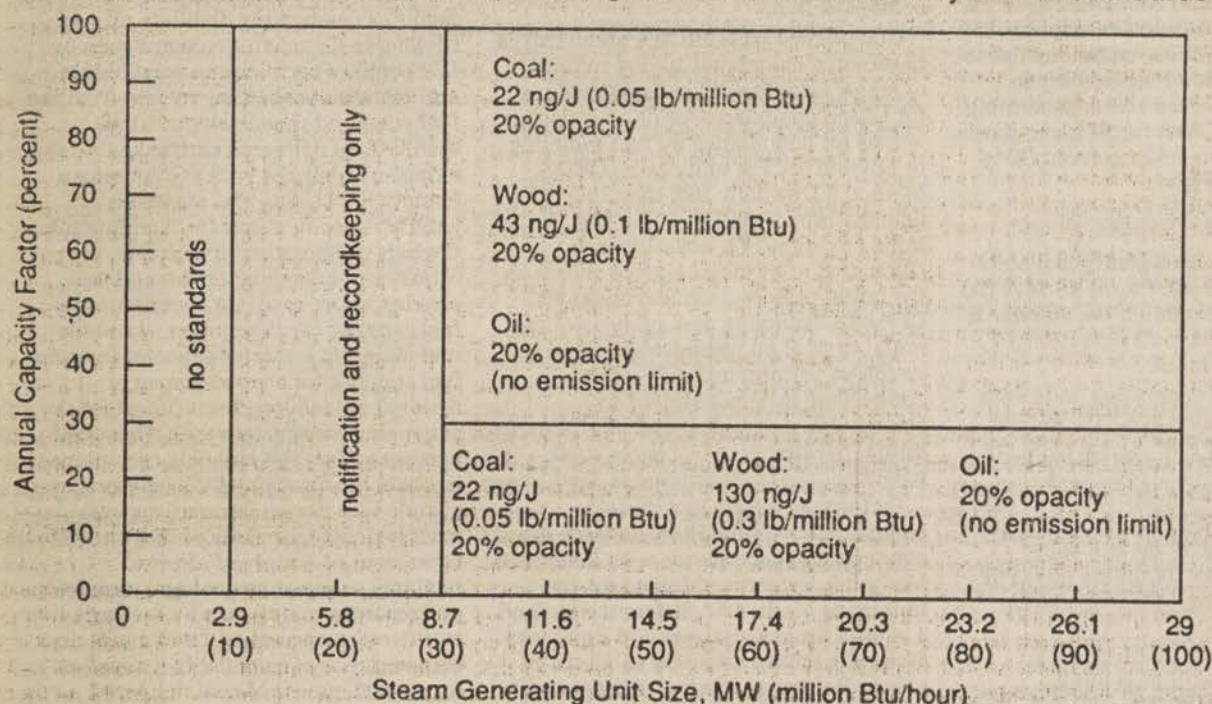 100
90
80
70
60
50
40
30
20
10
0
Annual Capacity Factor (percent)
no standards
notification and recordkeeping only
Coal:
22 ng/J (0.05 lb/million Btu)
20% opacity
Wood:
43 ng/J (0.1 lb/million Btu)
20% opacity
Oil:
20% opacity
(no emission limit)
Coal:
22 ng/J
(0.05 lb/million Btu)
20% opacity
Wood:
130 ng/J
(0.3 lb/million Btu)
20% opacity
Oil:
20% opacity
(no emission limit)
0 2.9 5.8 8.7 11.6 14.5 17.4 20.3 23.2 26.1 29
(10) (20) (30) (40) (50) (60) (70) (80) (90) (100)
Steam Generating Unit Size, MW (million Btu/hour)